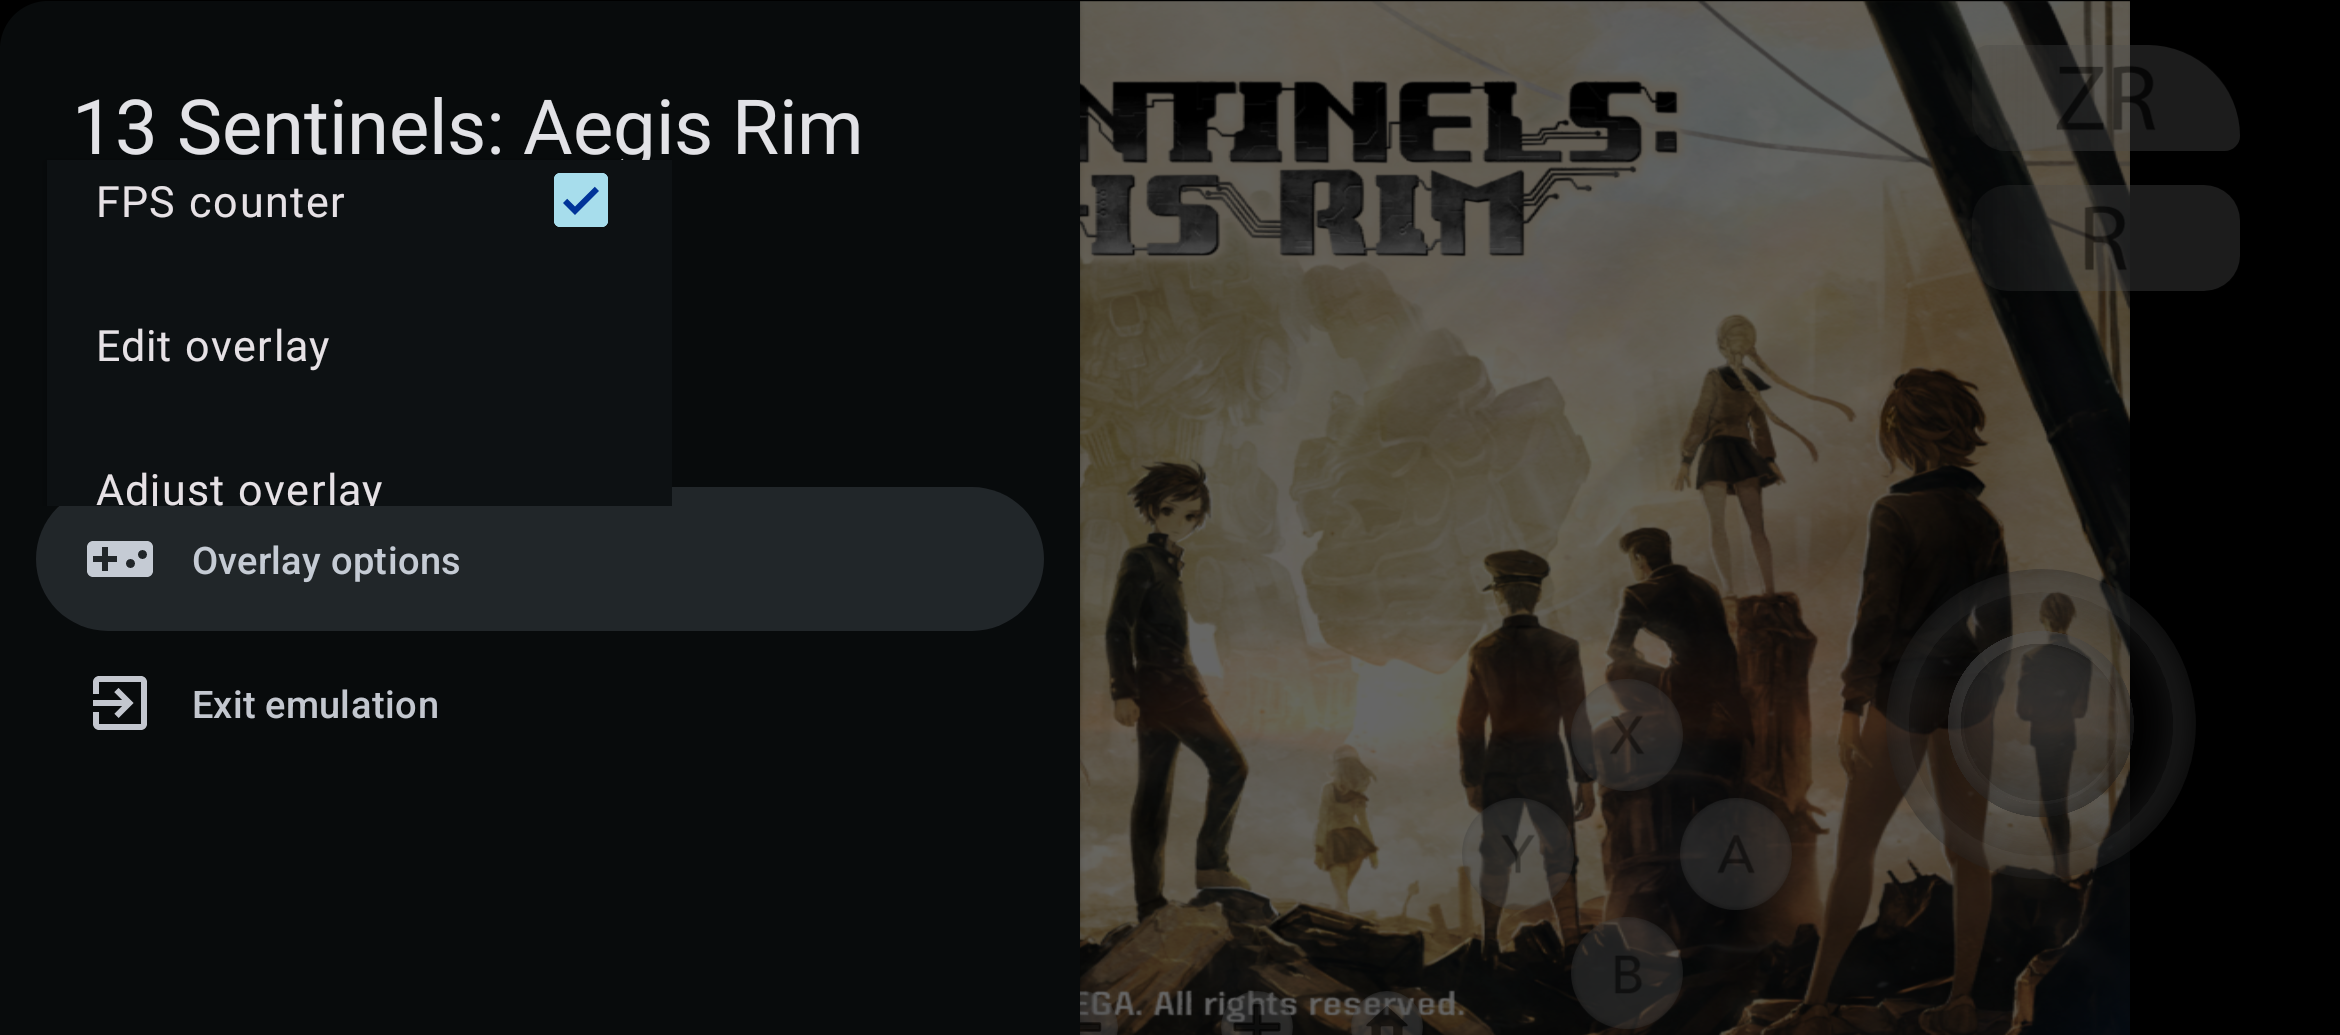 13 Sentinels: Aegis Rim
FPS counter
Edit overlay
Adjust overlay
Overlay options
Exit emulation
NTINELS:
IS RIM
ZR
R
X
Y
A
B
EGA. All rights reserved.